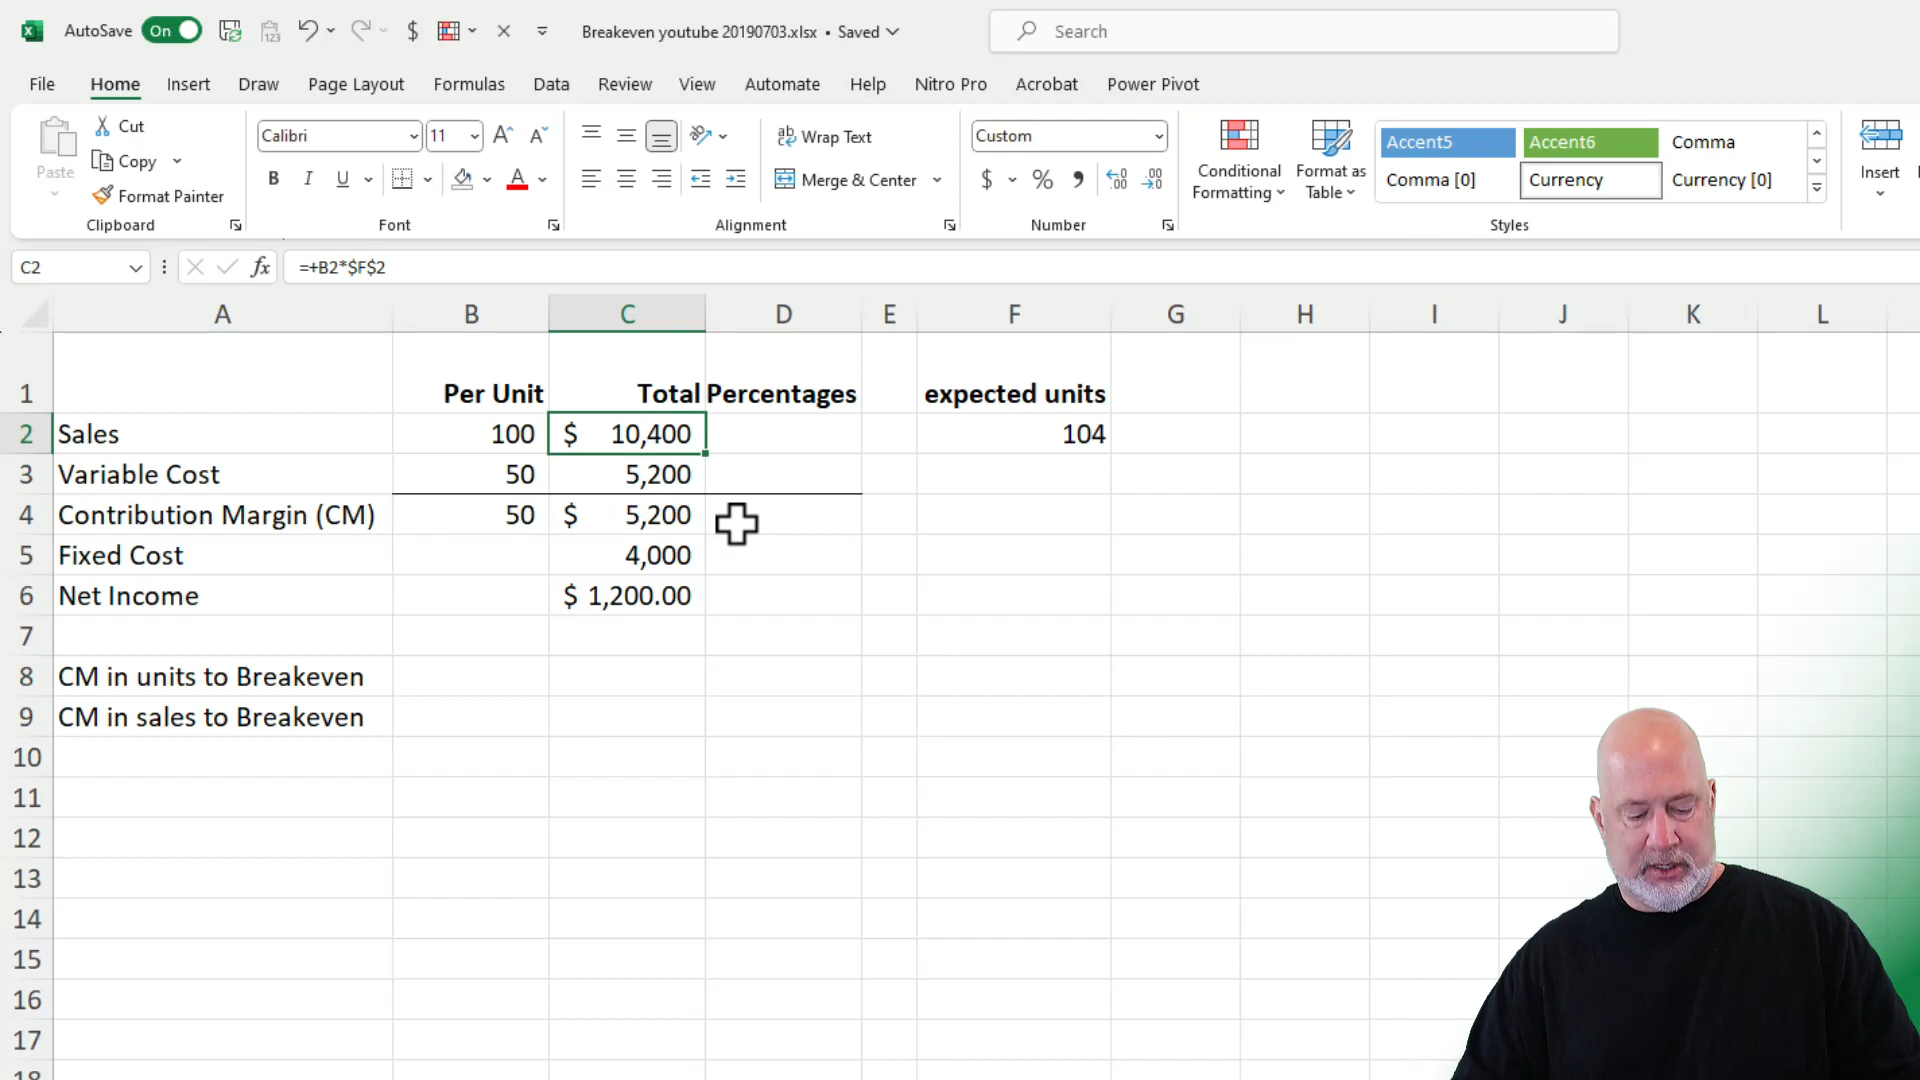 AutoSave On Breakeven youtube 20190703.xlsx • Saved Search
File Home Insert Draw Page Layout Formulas Data Review View Automate Help Nitro Pro Acrobat Power Pivot
Paste Cut Copy Format Painter
Clipboard
Calibri 11
B I U A
Font
Wrap Text
Merge & Center
Alignment
Custom
$ % 9 .00
Number
Conditional Formatting
Format as Table
Accent5 Accent6 Comma
Comma [0] Currency Currency [0]
Styles
Insert
C2 fx =+B2*$F$2
A B C D E F G H I J K L
1 Per Unit Total Percentages expected units
2 Sales 100 $ 10,400 104
3 Variable Cost 50 5,200
4 Contribution Margin (CM) 50 $ 5,200
5 Fixed Cost 4,000
6 Net Income $ 1,200.00
7
8 CM in units to Breakeven
9 CM in sales to Breakeven
10
11
12
13
14
15
16
17
18